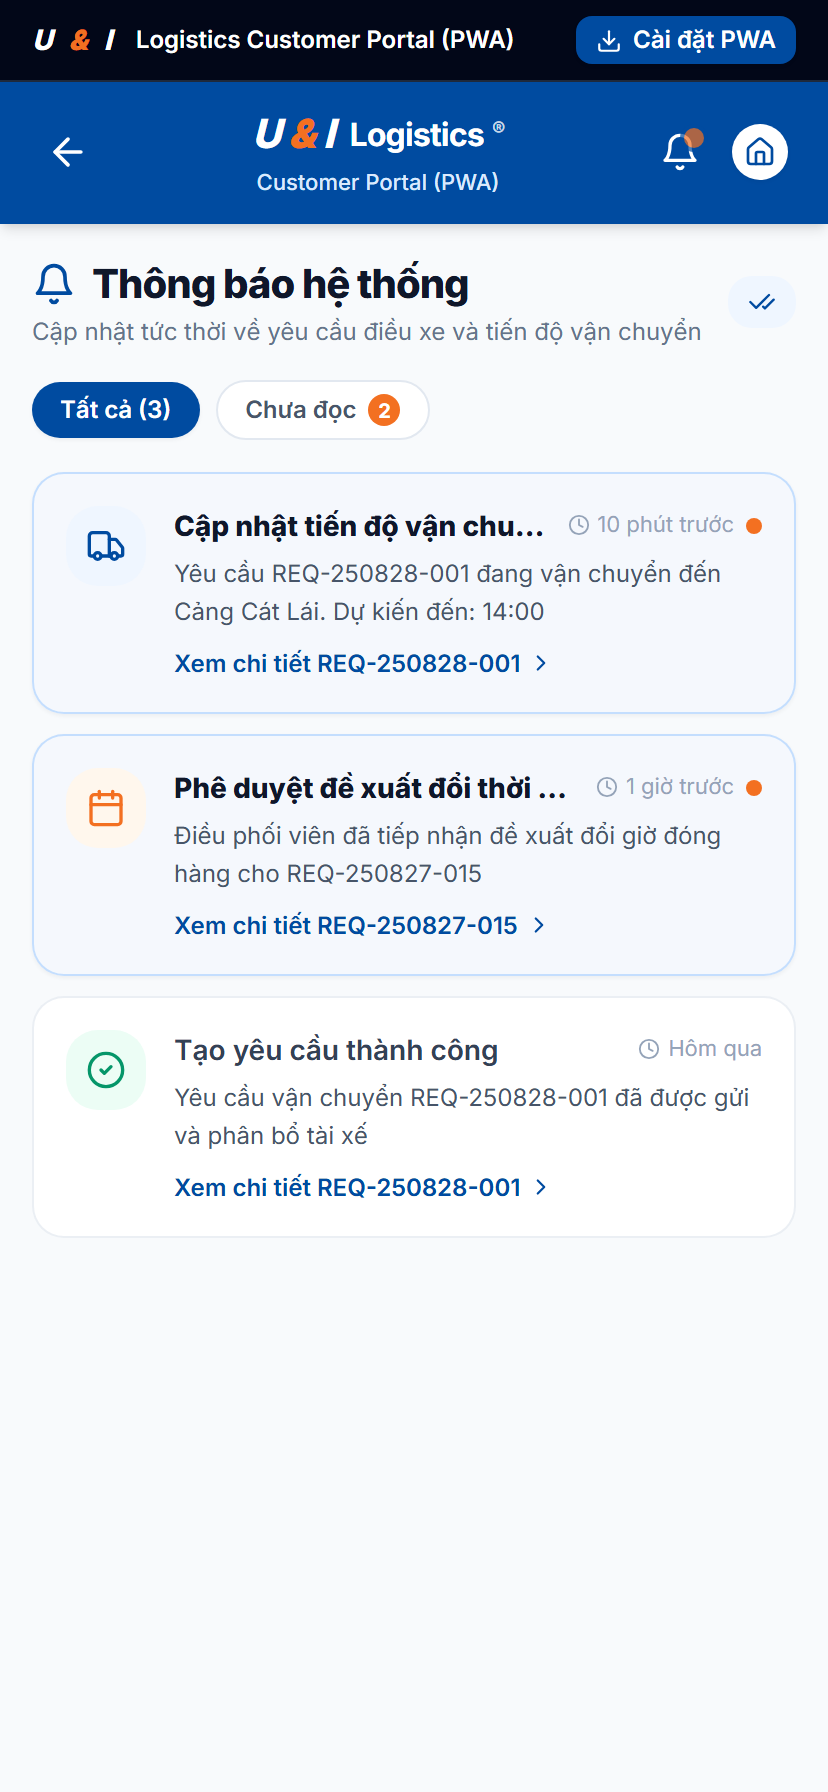 U & I Logistics Customer Portal (PWA)
Cài đặt PWA
U & I Logistics ®
Customer Portal (PWA)
Thông báo hệ thống
Cập nhật tức thời về yêu cầu điều xe và tiến độ vận chuyển
Tất cả (3)
Chưa đọc 2
Cập nhật tiến độ vận chu...
10 phút trước
Yêu cầu REQ-250828-001 đang vận chuyển đến
Cảng Cát Lái. Dự kiến đến: 14:00
Xem chi tiết REQ-250828-001
Phê duyệt đề xuất đổi thời ...
1 giờ trước
Điều phối viên đã tiếp nhận đề xuất đổi giờ đóng
hàng cho REQ-250827-015
Xem chi tiết REQ-250827-015
Tạo yêu cầu thành công
Hôm qua
Yêu cầu vận chuyển REQ-250828-001 đã được gửi
và phân bổ tài xế
Xem chi tiết REQ-250828-001